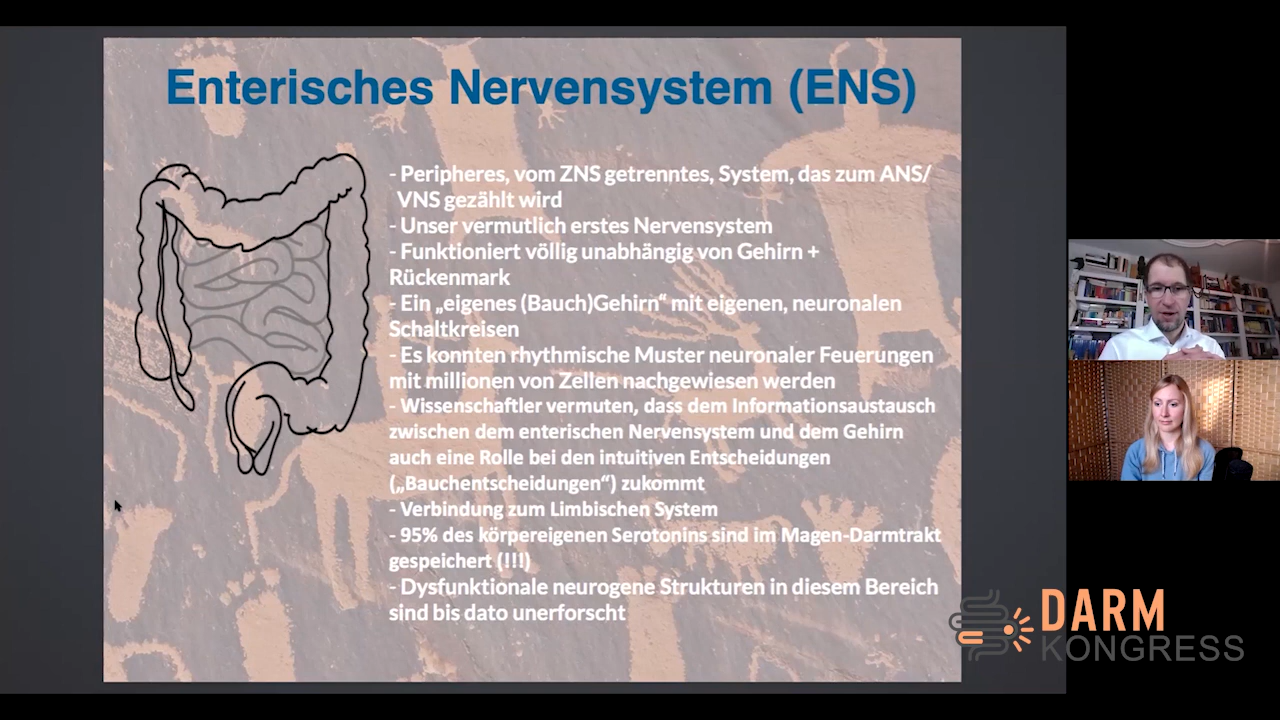 Enterisches Nervensystem (ENS)
- Peripheres, vom ZNS getrenntes, System, das zum ANS/
VNS gezählt wird
- Unser vermutlich erstes Nervensystem
- Funktioniert völlig unabhängig von Gehirn +
Rückenmark
- Ein „eigenes (Bauch)Gehirn“ mit eigenen, neuronalen
Schaltkreisen
- Es konnten rhythmische Muster neuronaler Feuerungen
mit millionen von Zellen nachgewiesen werden
- Wissenschaftler vermuten, dass dem Informationsaustausch
zwischen dem enterischen Nervensystem und dem Gehirn
auch eine Rolle bei den intuitiven Entscheidungen
(„Bauchentscheidungen“) zukommt
- Verbindung zum Limbischen System
- 95% des körpereigenen Serotonins sind im Magen-Darmtrakt
gespeichert (!!!)
- Dysfunktionale neurogene Strukturen in diesem Bereich
sind bis dato unerforscht
DARM
KONGRESS